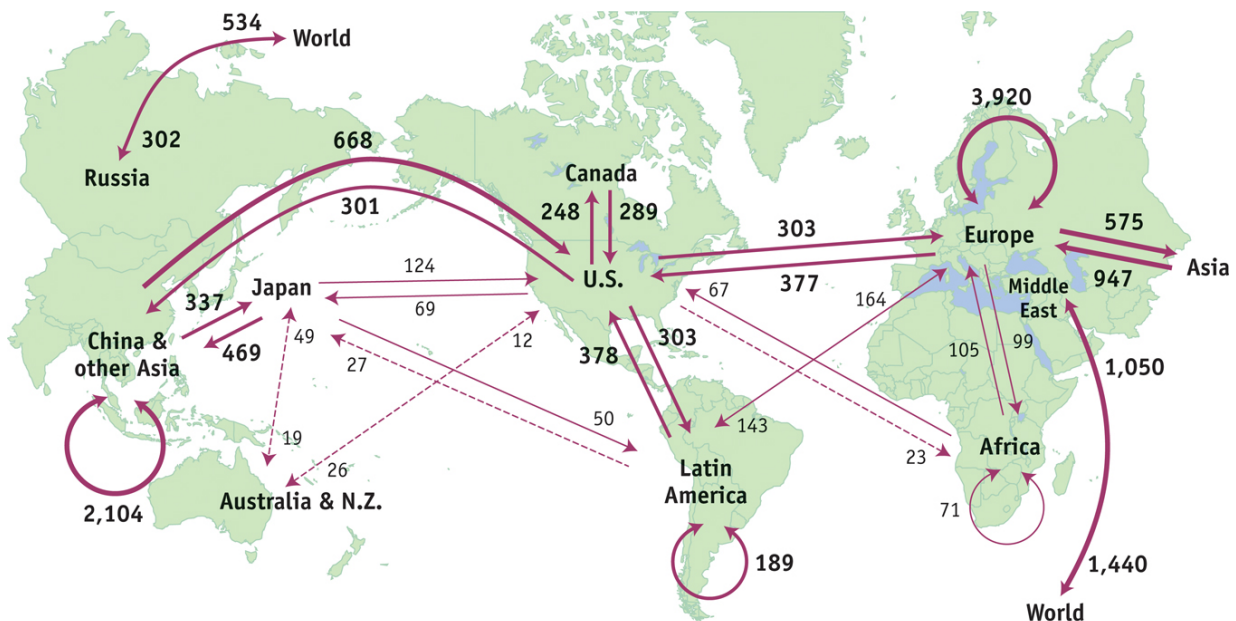 534
World
302
Russia
668
301
Canada
248
289
3,920
Europe
575
947
Asia
303
377
U.S.
Japan
124
69
67
164
Middle
East
337
469
China &
other Asia
49
12
27
378
303
105
99
1,050
50
143
19
26
23
Africa
Latin
America
Australia & N.Z.
2,104
71
189
1,440
World